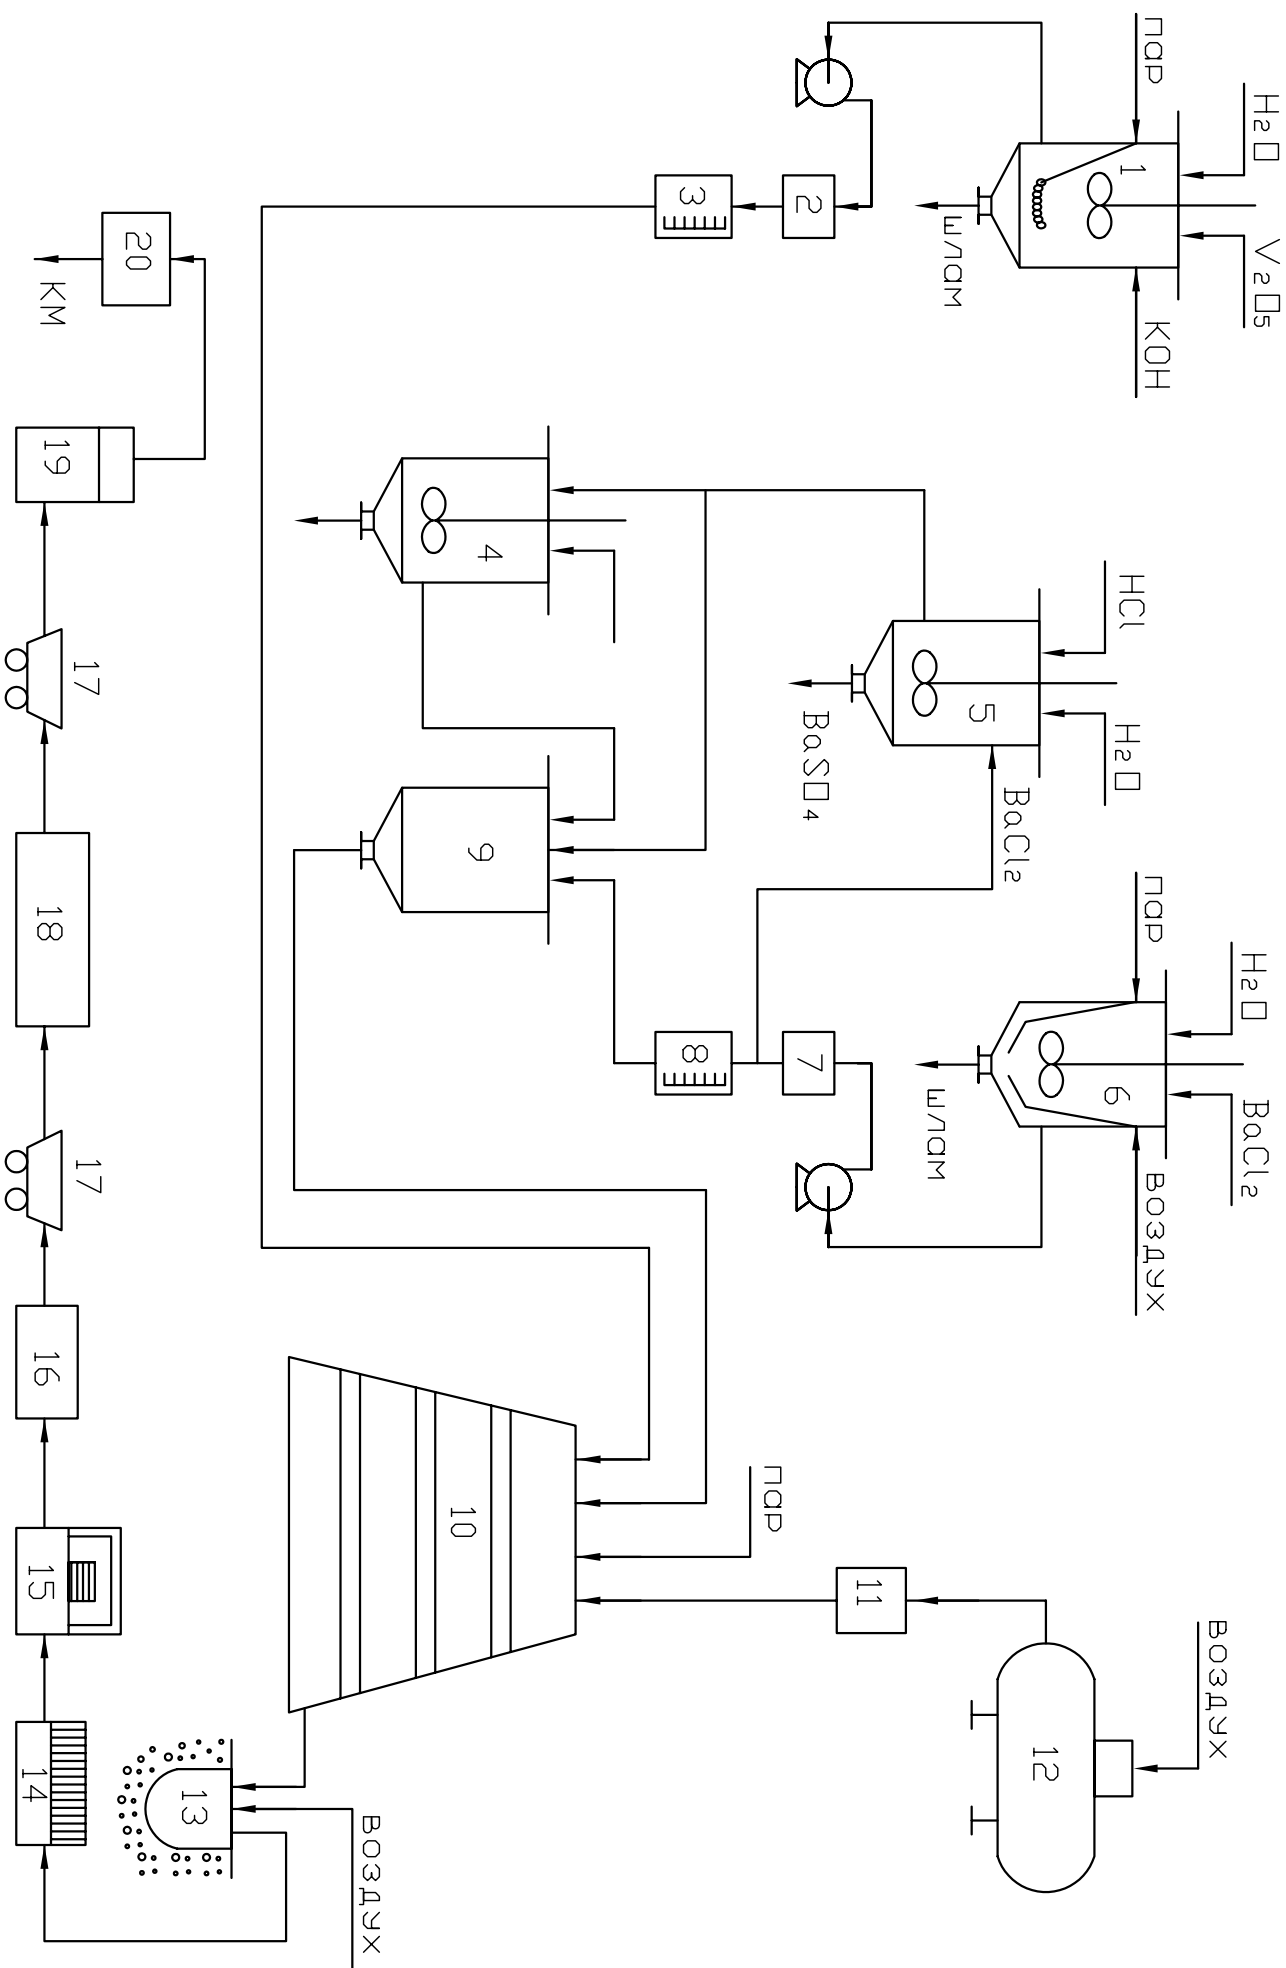 H₂O
V₂O₅
H₂O
BaCl₂
воздух
пар
КОН
HCl
H₂O
пар
воздух
1
6
12
BaCl₂
5
шлам
шлам
11
BaSO₄
2
7
пар
3
8
4
9
10
воздух
13
20
КМ
19
17
18
17
16
15
14